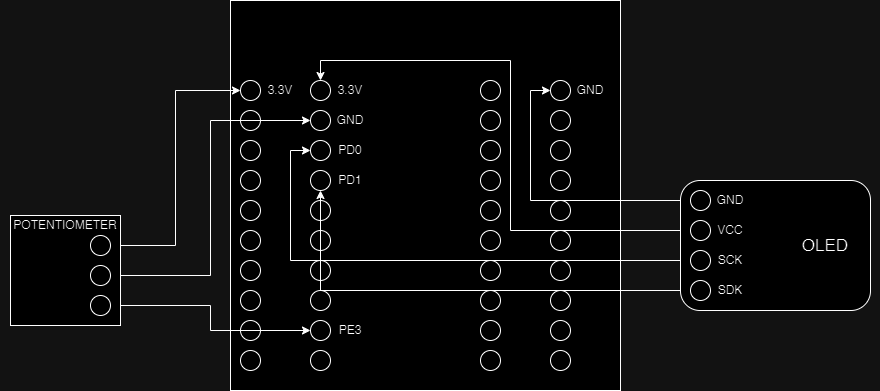 3.3V
3.3V
GND
GND
PD0
PD1
POTENTIOMETER
PE3
GND
VCC
SCK
SDK
OLED